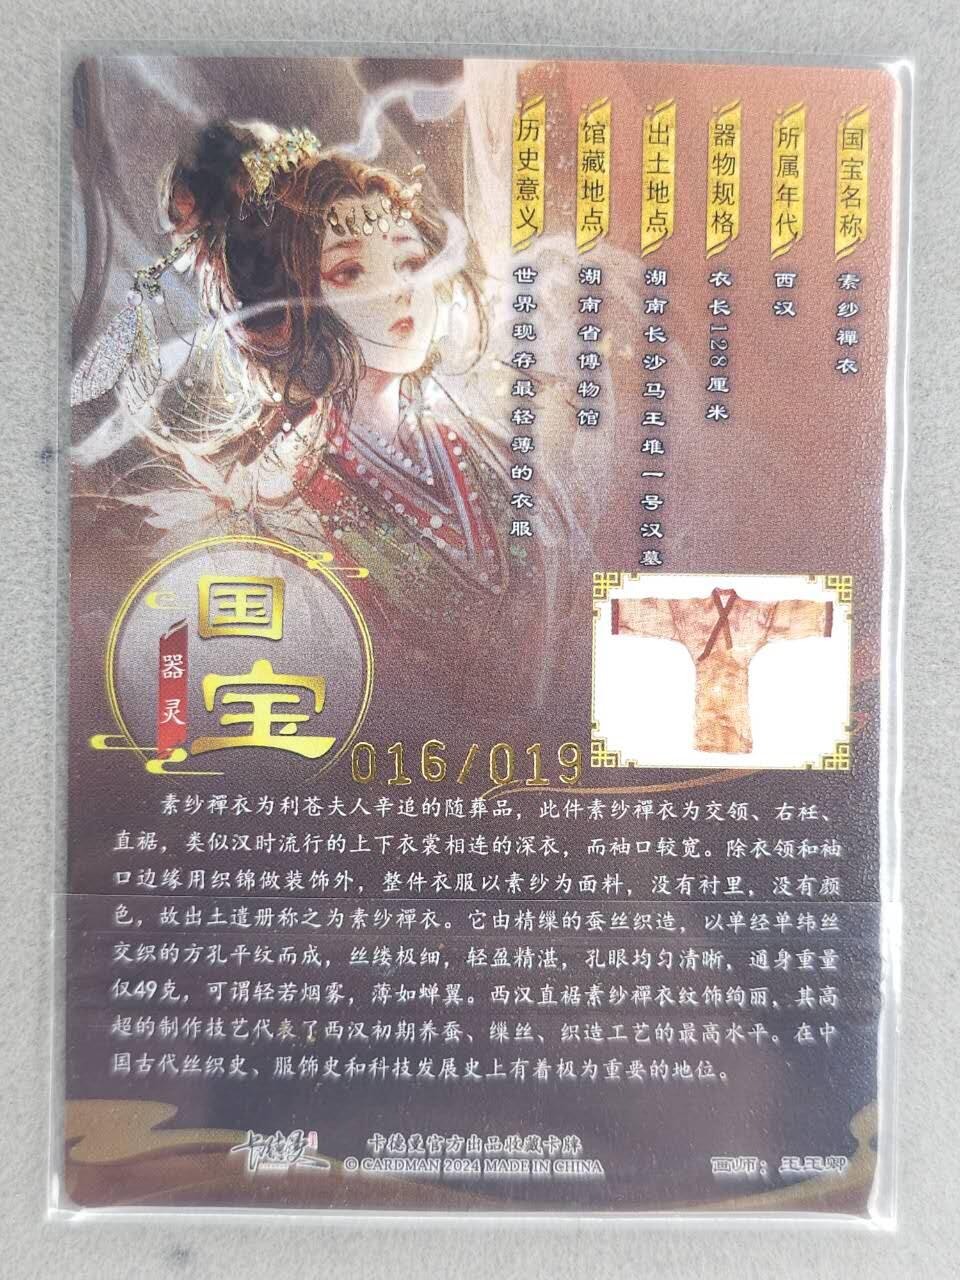 国宝名称
素纱襌衣
所属年代
西汉
器物规格
衣长128厘米
出土地点
湖南长沙马王堆一号汉墓
馆藏地点
湖南省博物馆
历史意义
世界现存最轻薄的衣服
国宝
器灵
016/019
素纱襌衣为利苍夫人辛追的随葬品，此件素纱襌衣为交领、右衽、
直裾，类似汉时流行的上下衣裳相连的深衣，而袖口较宽。除衣领和袖
口边缘用织锦做装饰外，整件衣服以素纱为面料，没有衬里，没有颜
色，故出土遣册称之为素纱襌衣。它由精缫的蚕丝织造，以单经单纬丝
交织的方孔平纹而成，丝缕极细，轻盈精湛，孔眼均匀清晰，通身重量
仅49克，可谓轻若烟雾，薄如蝉翼。西汉直裾素纱襌衣纹饰绚丽，其高
超的制作技艺代表了西汉初期养蚕、缫丝、织造工艺的最高水平。在中
国古代丝织史、服饰史和科技发展史上有着极为重要的地位。
卡德曼
卡德曼官方出品收藏卡牌
© CARDMAN 2024 MADE IN CHINA
画师：王玉卿